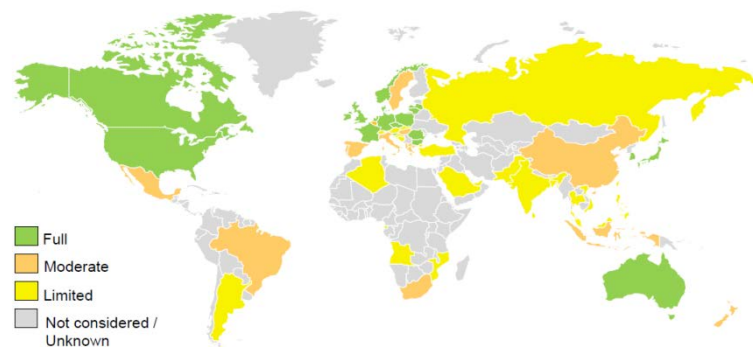 Full
Moderate
Limited
Not considered /
Unknown